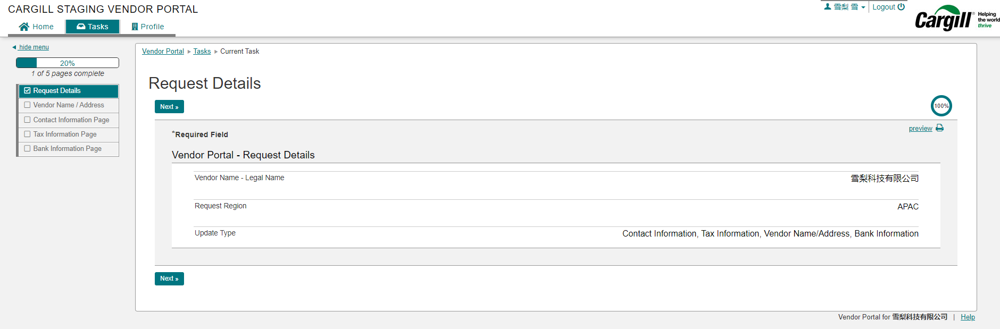 CARGILL STAGING VENDOR PORTAL
雪梨 雪
Logout
Cargill®
Helping
the world
thrive
Home
Tasks
Profile
hide menu
20%
1 of 5 pages complete
Request Details
Vendor Name / Address
Contact Information Page
Tax Information Page
Bank Information Page
Vendor Portal ▸ Tasks ▸ Current Task
Request Details
Next »
100%
*Required Field
preview
Vendor Portal - Request Details
Vendor Name - Legal Name 雪梨科技有限公司
Request Region APAC
Update Type Contact Information, Tax Information, Vendor Name/Address, Bank Information
Next »
Vendor Portal for 雪梨科技有限公司 | Help